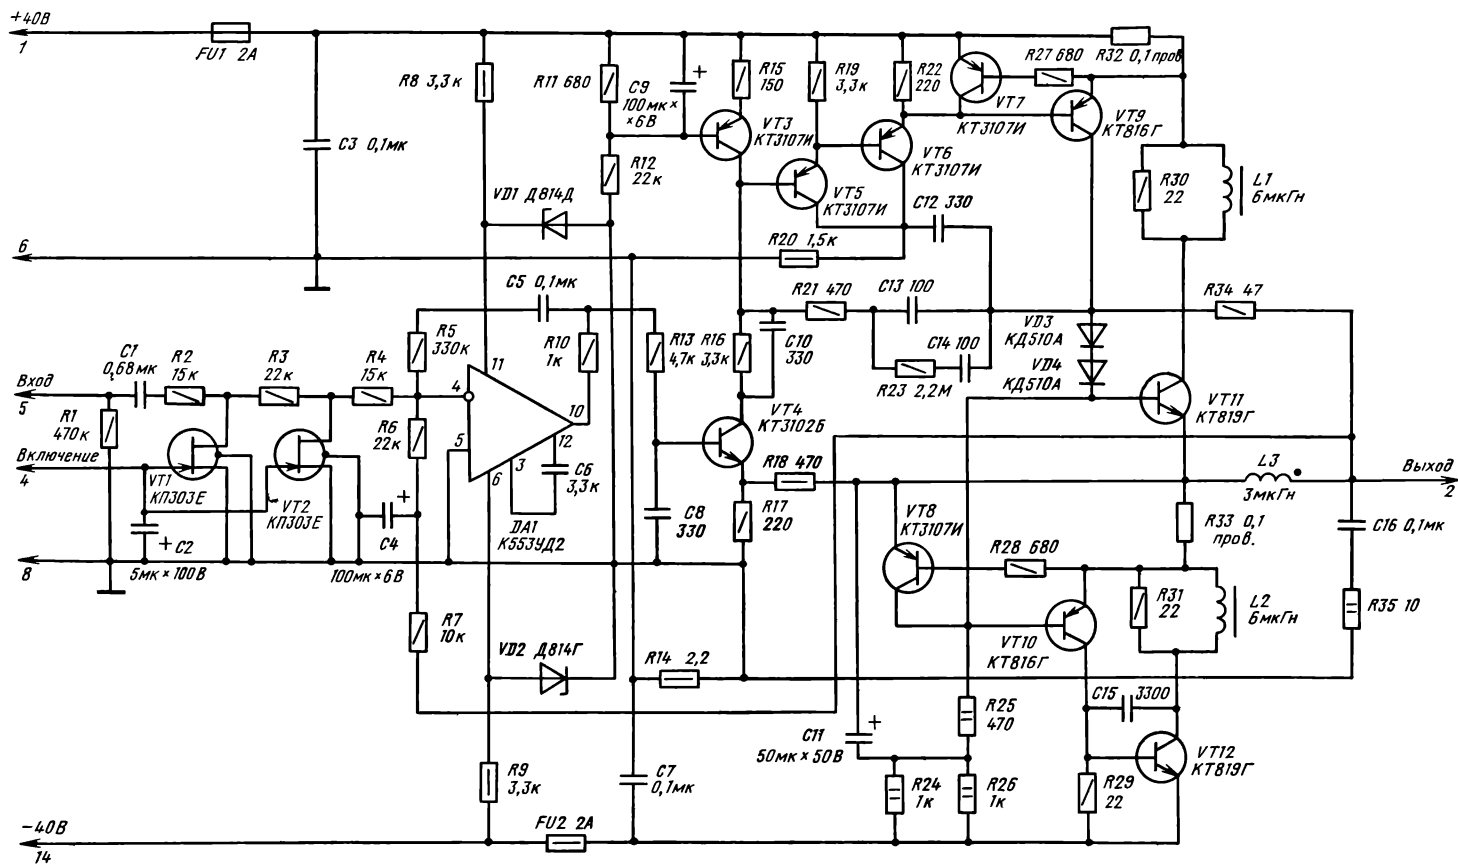 +40В
1
FU1 2А
C3 0,1мк
R8 3,3к
R11 680
C9
100мк×
×6В
R15
150
R19
3,3к
R22
220
VT7
КТ3107И
R27 680
R32 0,1 пров.
VT3
КТ3107И
VT6
КТ3107И
VT9
КТ816Г
R12
22к
VD1 Д814Д
VT5
КТ3107И
C12 330
R30
22
L1
6мкГн
6
R20 1,5к
C5 0,1мк
R21 470
C13 100
R34 47
R5
330к
R10
1к
R13
4,7к
R16
3,3к
C10
330
C14 100
R23 2,2М
VD3
КД510А
VD4
КД510А
C1
0,68мк
R2
15к
R3
22к
R4
15к
Вход
5
R1
470к
11
4
10
5
12
3
6
VT4
КТ3102Б
VT11
КТ819Г
Включение
4
R6
22к
C6
3,3к
R18 470
L3
3мкГн
Выход
2
VT1
КП303Е
VT2
КП303Е
DA1
К553УД2
C8
330
R17
220
VT8
КТ3107И
R33 0,1
пров.
C16 0,1мк
C2
5мк×100В
C4
100мк×6В
8
R28 680
R31
22
L2
6мкГн
R35 10
R7
10к
VT10
КТ816Г
VD2 Д814Г
R14 2,2
C15 3300
R25
470
C11
50мк×50В
VT12
КТ819Г
R9
3,3к
C7
0,1мк
R24
1к
R26
1к
R29
22
FU2 2А
-40В
14